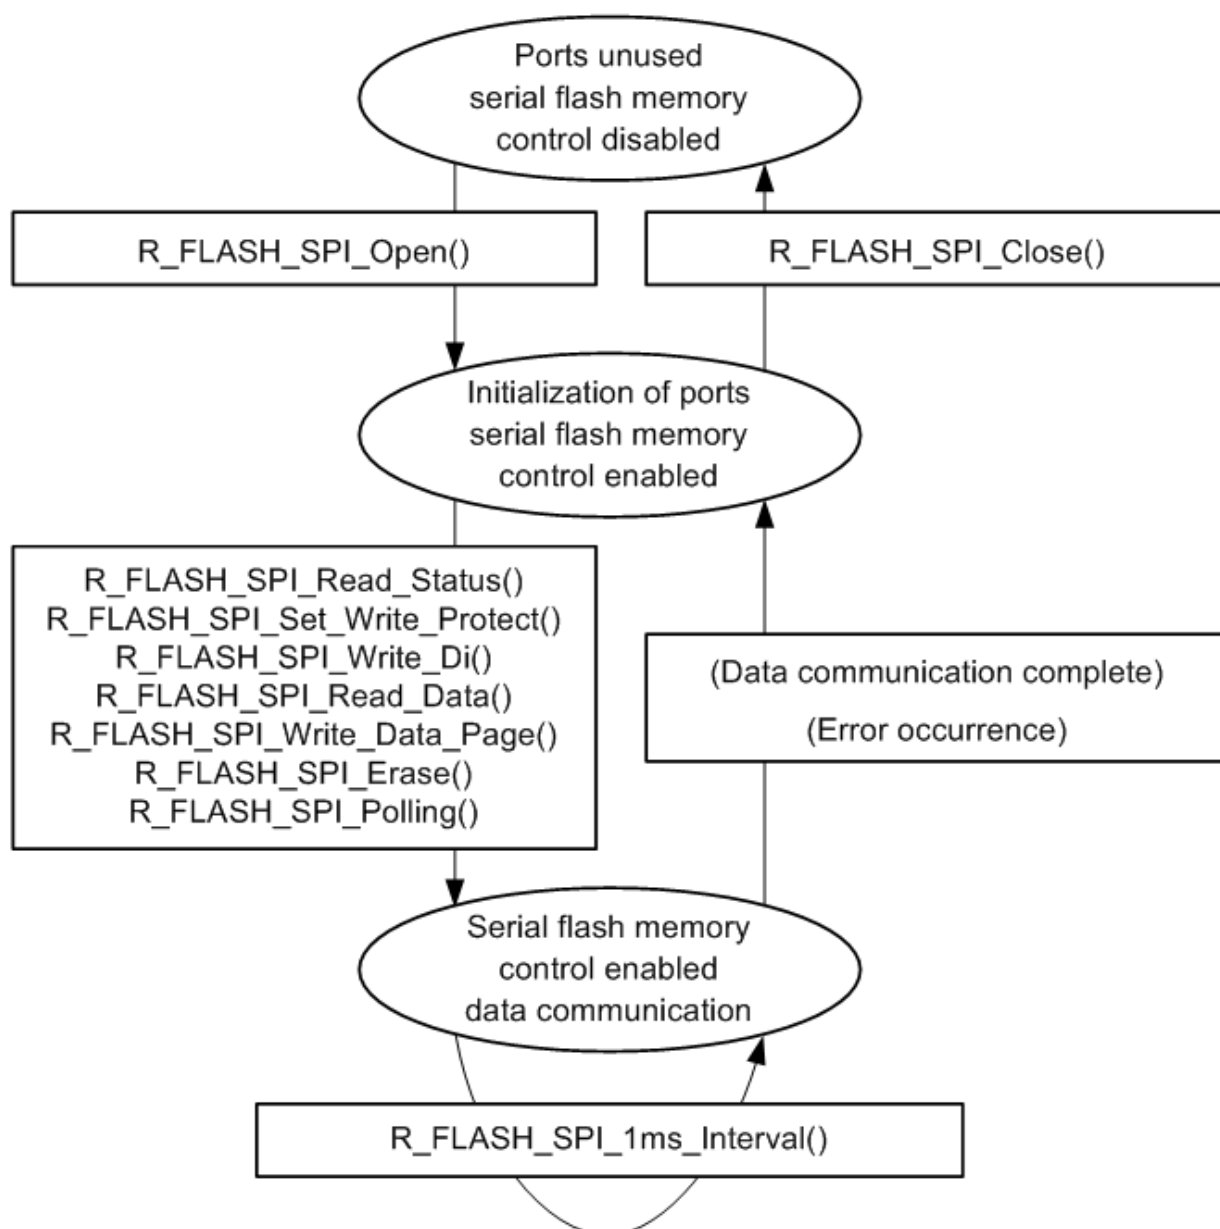 Ports unused
serial flash memory
control disabled
R_FLASH_SPI_Open()
R_FLASH_SPI_Close()
Initialization of ports
serial flash memory
control enabled
R_FLASH_SPI_Read_Status()
R_FLASH_SPI_Set_Write_Protect()
R_FLASH_SPI_Write_Di()
R_FLASH_SPI_Read_Data()
R_FLASH_SPI_Write_Data_Page()
R_FLASH_SPI_Erase()
R_FLASH_SPI_Polling()
(Data communication complete)
(Error occurrence)
Serial flash memory
control enabled
data communication
R_FLASH_SPI_1ms_Interval()